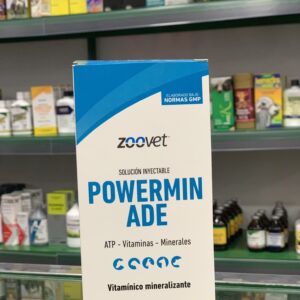 ELABORADO BAJO
NORMAS GMP
zoovet
SOLUCIÓN INYECTABLE
POWERMIN
ADE
ATP - Vitaminas - Minerales
Vitamínico mineralizante